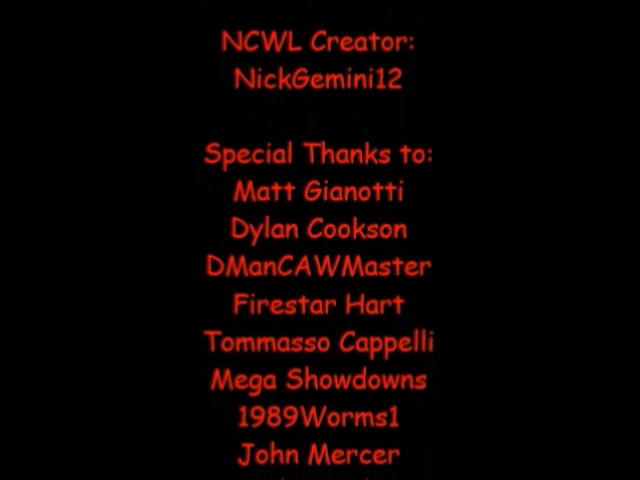 NCWL Creator:
NickGemini12
Special Thanks to:
Matt Gianotti
Dylan Cookson
DManCAWMaster
Firestar Hart
Tommasso Cappelli
Mega Showdowns
1989Worms1
John Mercer